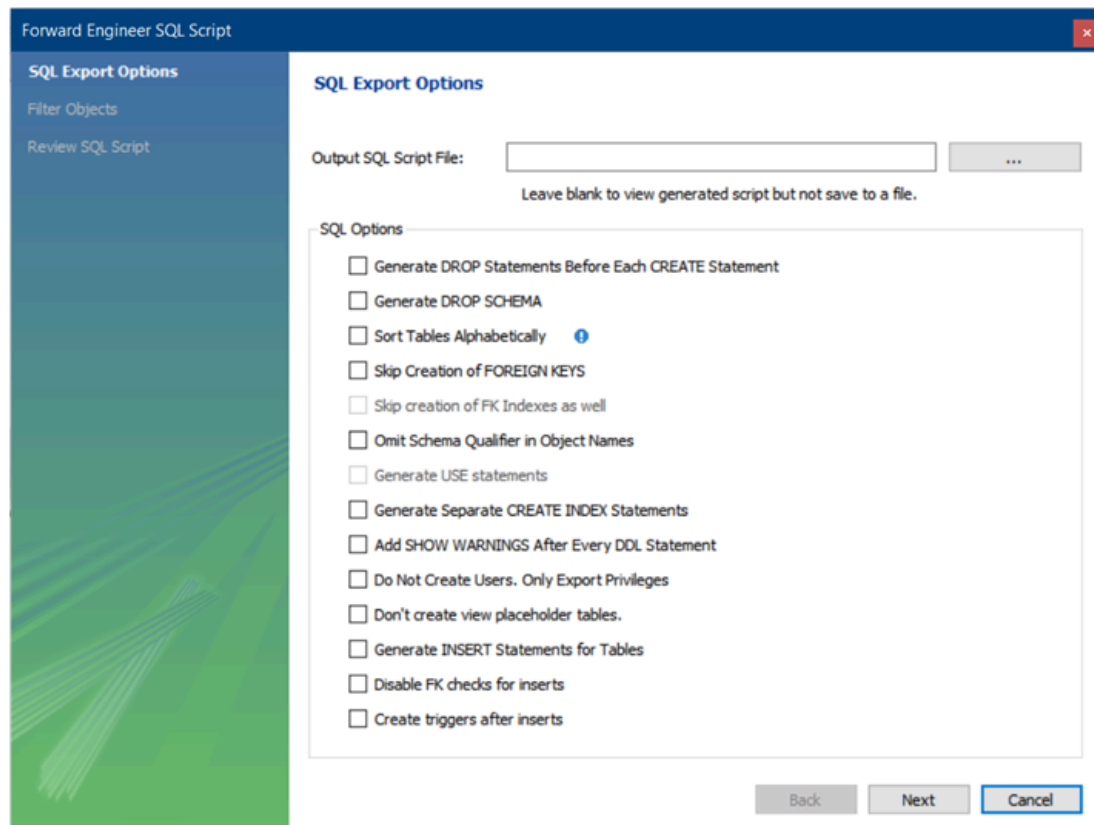 Forward Engineer SQL Script
SQL Export Options
Filter Objects
Review SQL Script
SQL Export Options
Output SQL Script File:
...
Leave blank to view generated script but not save to a file.
SQL Options
Generate DROP Statements Before Each CREATE Statement
Generate DROP SCHEMA
Sort Tables Alphabetically
Skip Creation of FOREIGN KEYS
Skip creation of FK Indexes as well
Omit Schema Qualifier in Object Names
Generate USE statements
Generate Separate CREATE INDEX Statements
Add SHOW WARNINGS After Every DDL Statement
Do Not Create Users. Only Export Privileges
Don't create view placeholder tables.
Generate INSERT Statements for Tables
Disable FK checks for inserts
Create triggers after inserts
Back Next Cancel